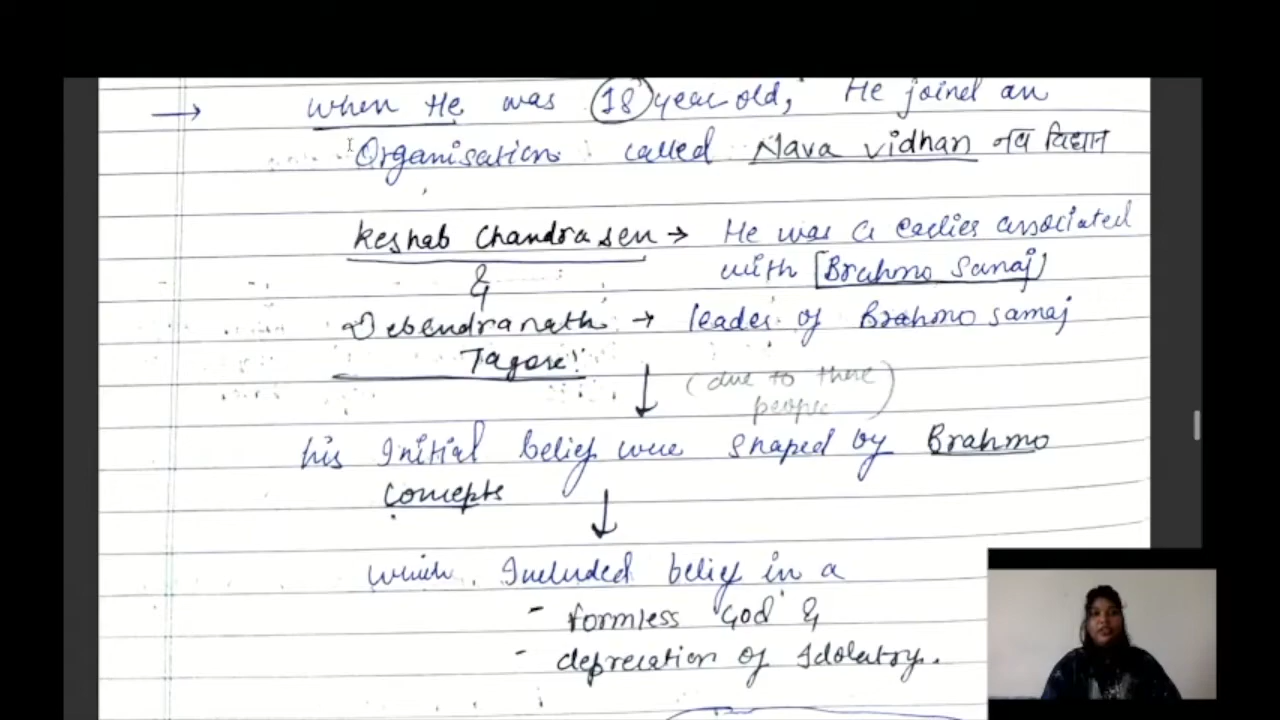 → When He was 18 year old, He joined an
Organisation called Nava Vidhan नव विधान
Keshab Chandra Sen → He was a earlier associated
with [Brahmo Samaj]
&
Debendranath → leader of Brahmo samaj
Tagore
↓ (due to these
people)
his Initial belief were shaped by Brahmo
concepts
↓
which Included belief in a
- formless God &
- deprecation of Idolatry.